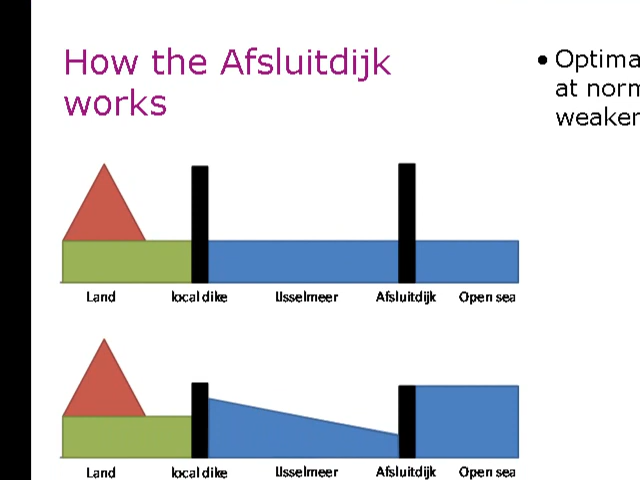 How the Afsluitdijk
works
• Optima
at norm
weaker
Land local dike IJsselmeer Afsluitdijk Open sea
Land local dike IJsselmeer Afsluitdijk Open sea